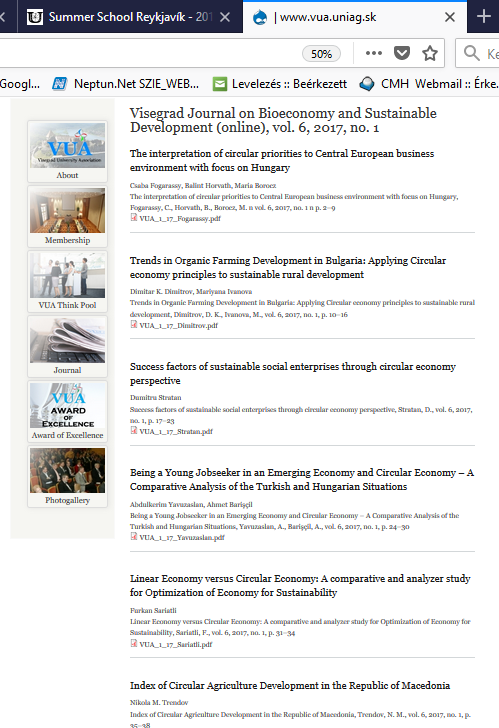 Summer School Reykjavík - 201
| www.vua.uniag.sk
50%
Ke
Googl...
Neptun.Net SZIE_WEB...
Levelezés :: Beérkezett
CMH Webmail :: Érke.
VUA
Visegrad University Association
About
Membership
VUA Think Pool
Journal
VUA
AWARD
OF
EXCELLENCE
Award of Excellence
Photogallery
Visegrad Journal on Bioeconomy and Sustainable
Development (online), vol. 6, 2017, no. 1
The interpretation of circular priorities to Central European business
environment with focus on Hungary
Csaba Fogarassy, Balint Horvath, Maria Borocz
The interpretation of circular priorities to Central European business environment with focus on Hungary,
Fogarassy, C., Horvath, B., Borocz, M. n vol. 6, 2017, no. 1 n p. 2–9
VUA_1_17_Fogarassy.pdf
Trends in Organic Farming Development in Bulgaria: Applying Circular
economy principles to sustainable rural development
Dimitar K. Dimitrov, Mariyana Ivanova
Trends in Organic Farming Development in Bulgaria: Applying Circular economy principles to sustainable rural
development, Dimitrov, D. K., Ivanova, M., vol. 6, 2017, no. 1, p. 10–16
VUA_1_17_Dimitrov.pdf
Success factors of sustainable social enterprises through circular economy
perspective
Dumitru Stratan
Success factors of sustainable social enterprises through circular economy perspective, Stratan, D., vol. 6, 2017,
no. 1, p. 17–23
VUA_1_17_Stratan.pdf
Being a Young Jobseeker in an Emerging Economy and Circular Economy – A
Comparative Analysis of the Turkish and Hungarian Situations
Abdulkerim Yavuzaslan, Ahmet Barişçil
Being a Young Jobseeker in an Emerging Economy and Circular Economy – A Comparative Analysis of the
Turkish and Hungarian Situations, Yavuzaslan, A., Barişçil, A., vol. 6, 2017, no. 1, p. 24–30
VUA_1_17_Yavuzaslan.pdf
Linear Economy versus Circular Economy: A comparative and analyzer study
for Optimization of Economy for Sustainability
Furkan Sariatli
Linear Economy versus Circular Economy: A comparative and analyzer study for Optimization of Economy for
Sustainability, Sariatli, F., vol. 6, 2017, no. 1, p. 31–34
VUA_1_17_Sariatli.pdf
Index of Circular Agriculture Development in the Republic of Macedonia
Nikola M. Trendov
Index of Circular Agriculture Development in the Republic of Macedonia, Trendov, N. M., vol. 6, 2017, no. 1, p.
35–38